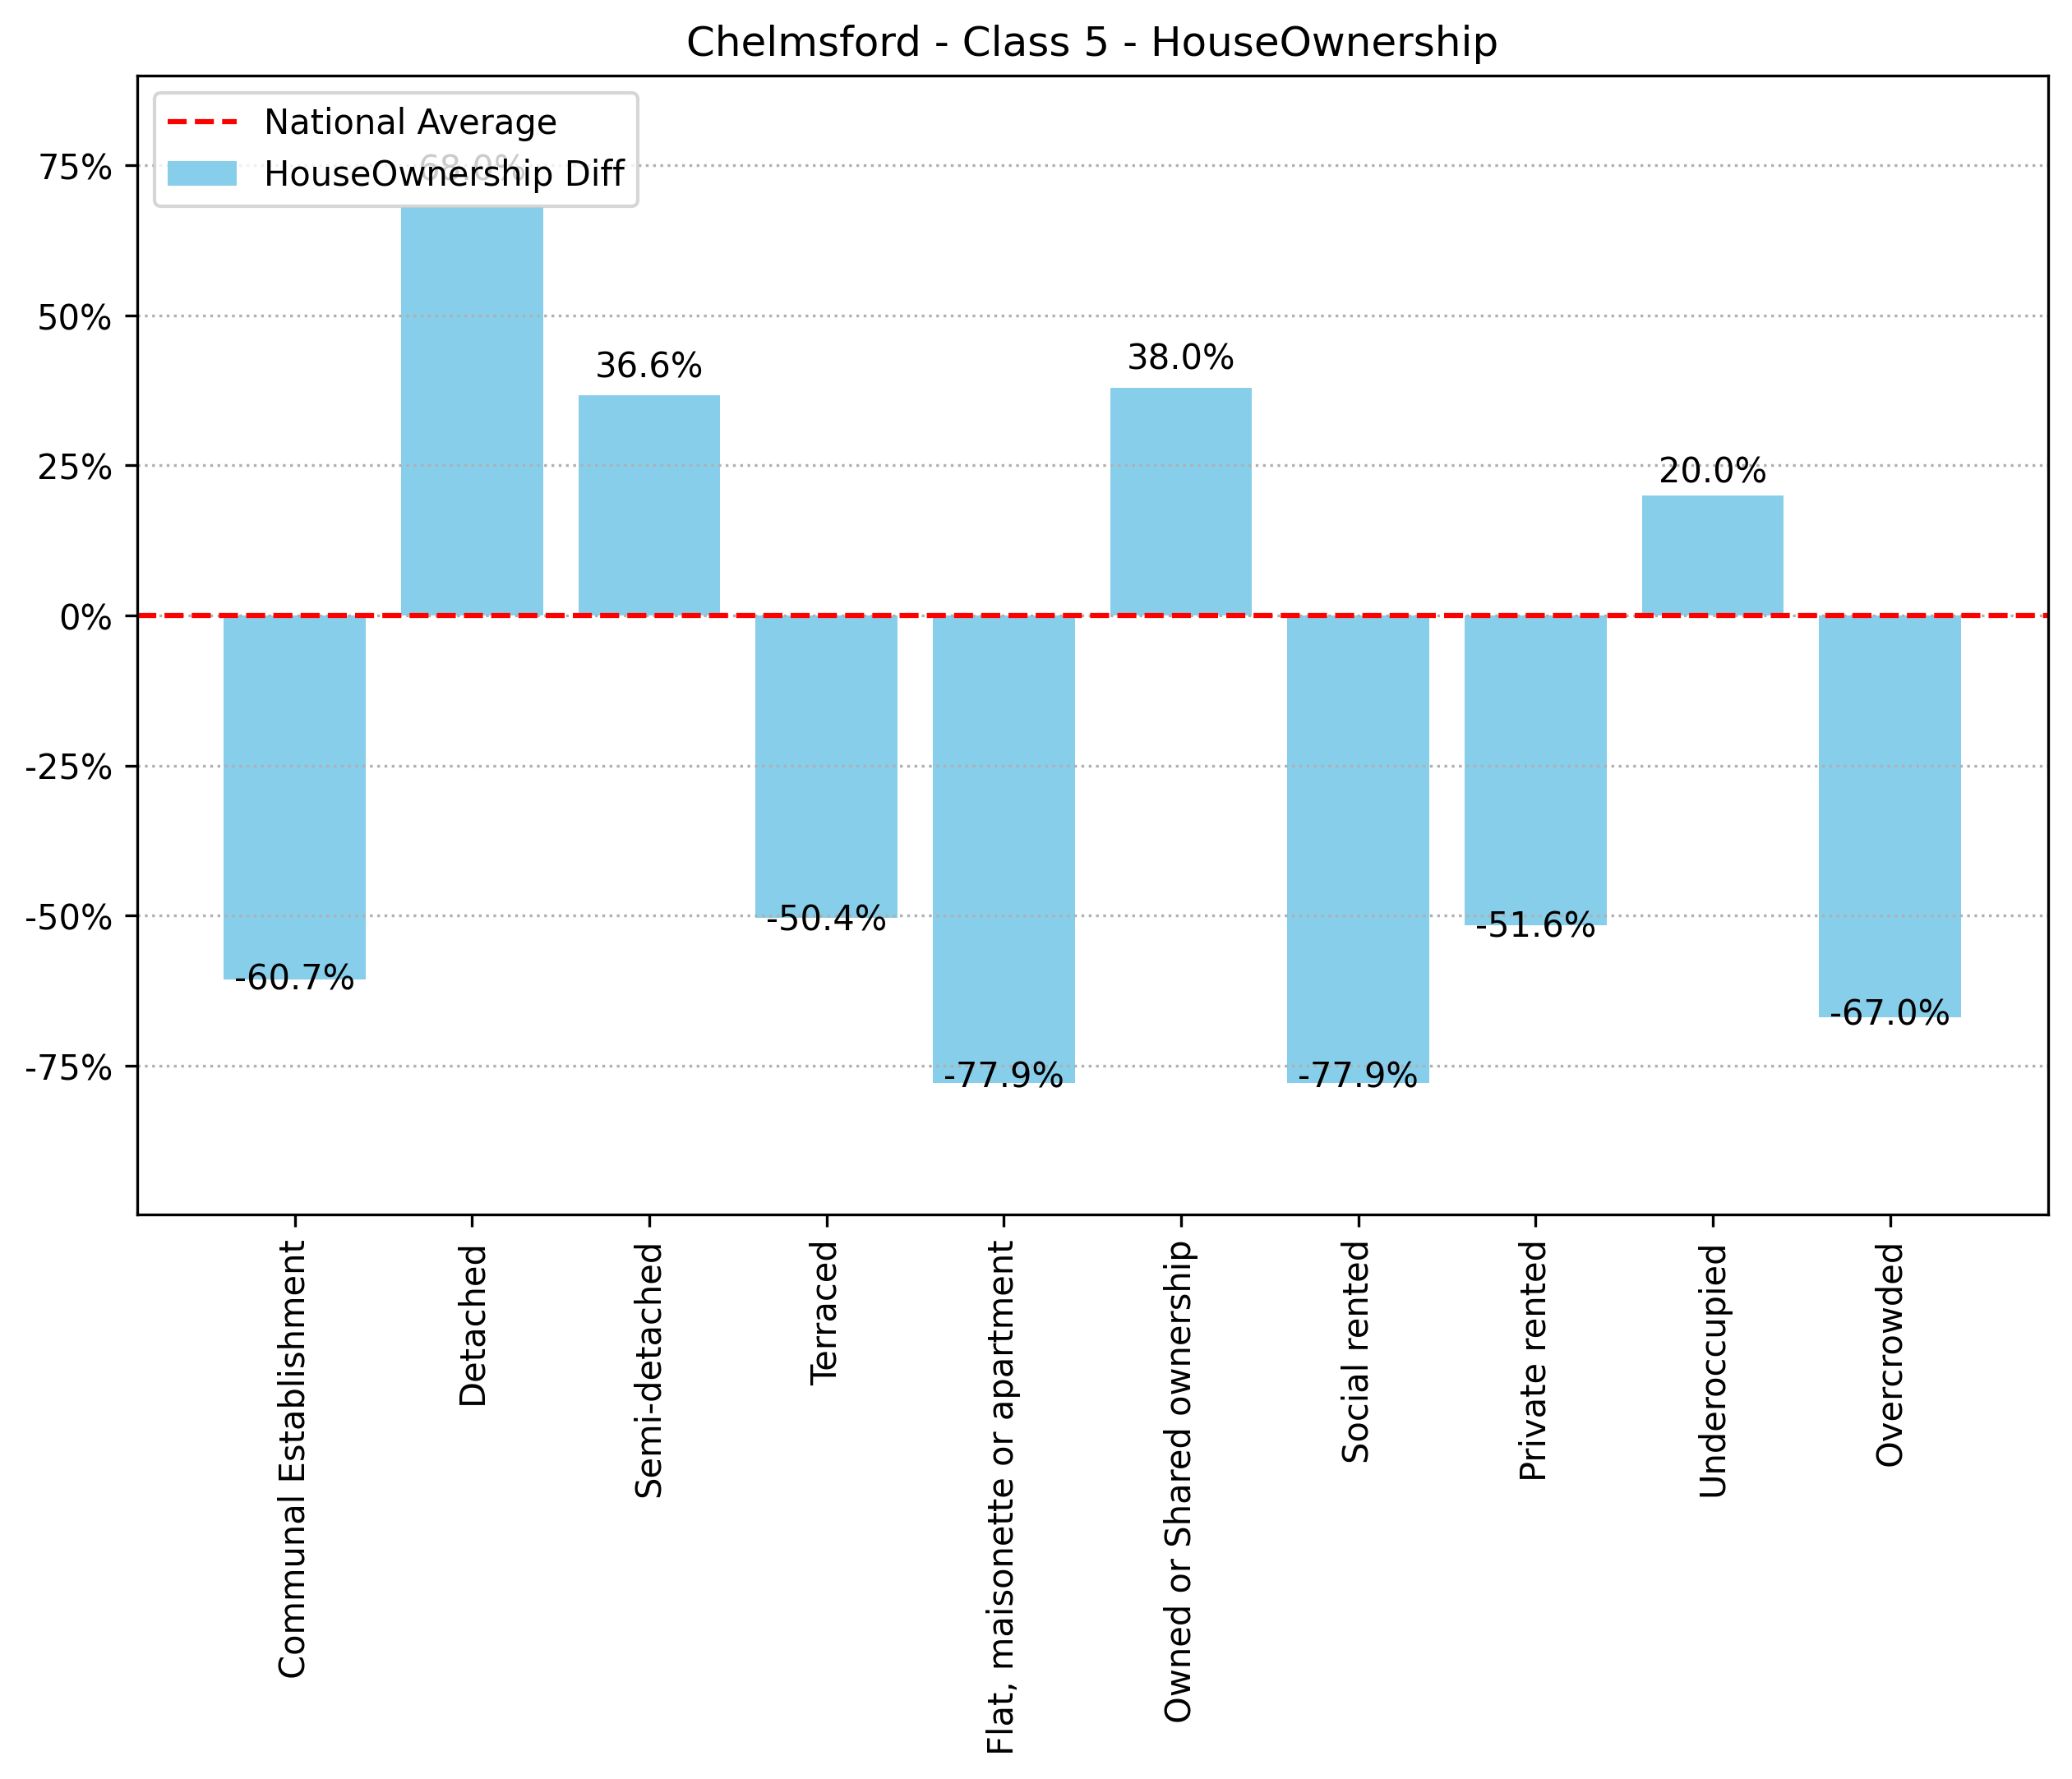 Chelmsford - Class 5 - HouseOwnership
National Average
HouseOwnership Diff
68.0%
75%
50%
25%
0%
-25%
-50%
-75%
36.6%
38.0%
20.0%
-60.7%
-50.4%
-77.9%
-77.9%
-51.6%
-67.0%
Communal Establishment
Detached
Semi-detached
Terraced
Flat, maisonette or apartment
Owned or Shared ownership
Social rented
Private rented
Underoccupied
Overcrowded